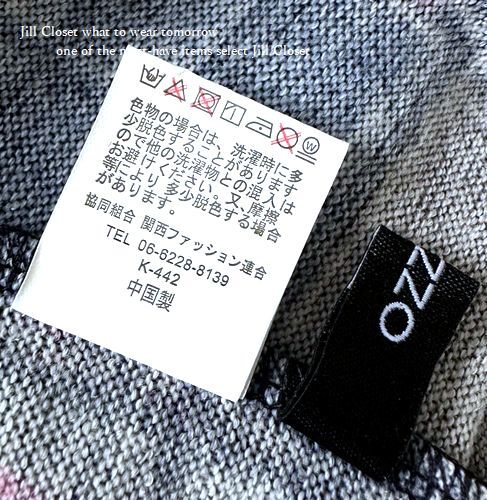 Jill Closet what to wear tomorrow
one of the must-have items select Jill Closet
色物の場合は、洗濯時に多
少脱色することがあります
ので他の洗濯物との混入は
お避けください。又、摩擦
等により多少脱色する場合
があります。
協同組合 関西ファッション連合
TEL 06-6228-8139
K-442
中国製
OZZ